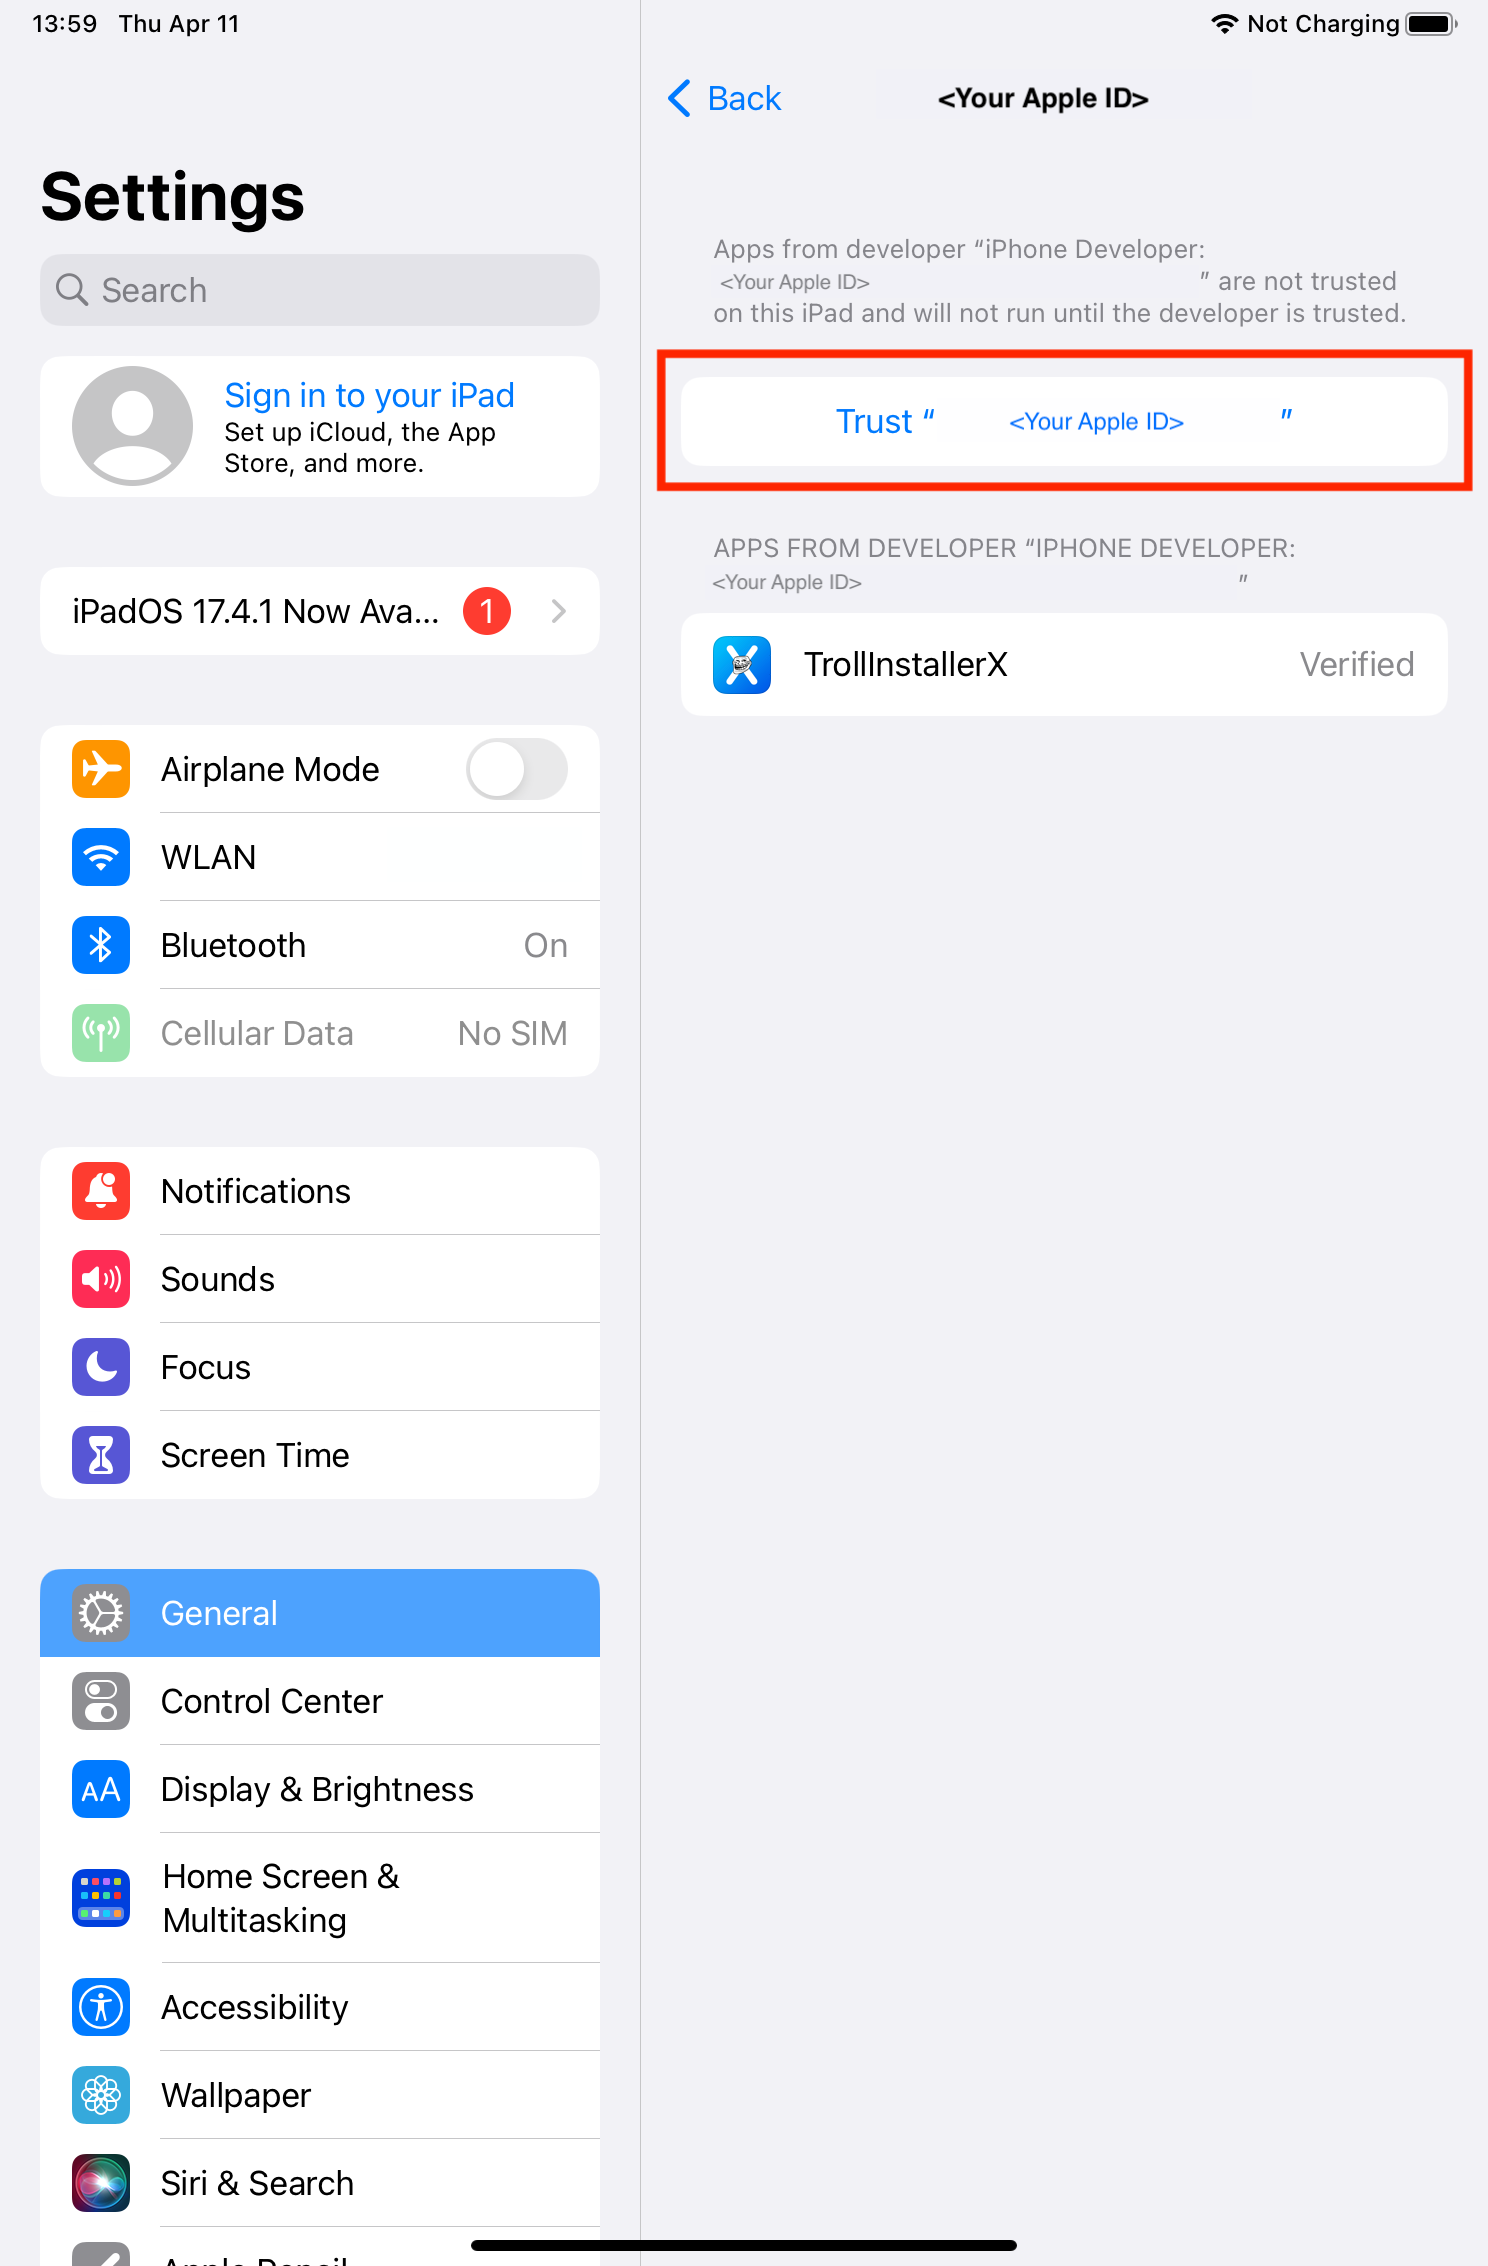 13:59 Thu Apr 11
Not Charging
Settings
Search
Sign in to your iPad
Set up iCloud, the App
Store, and more.
iPadOS 17.4.1 Now Ava... 1
Airplane Mode
WLAN
Bluetooth On
Cellular Data No SIM
Notifications
Sounds
Focus
Screen Time
General
Control Center
AA Display & Brightness
Home Screen &
Multitasking
Accessibility
Wallpaper
Siri & Search
Apple Pencil
Back <Your Apple ID>
Apps from developer “iPhone Developer:
<Your Apple ID> ” are not trusted
on this iPad and will not run until the developer is trusted.
Trust “ <Your Apple ID> ”
APPS FROM DEVELOPER “IPHONE DEVELOPER:
<Your Apple ID> ”
TrollInstallerX Verified